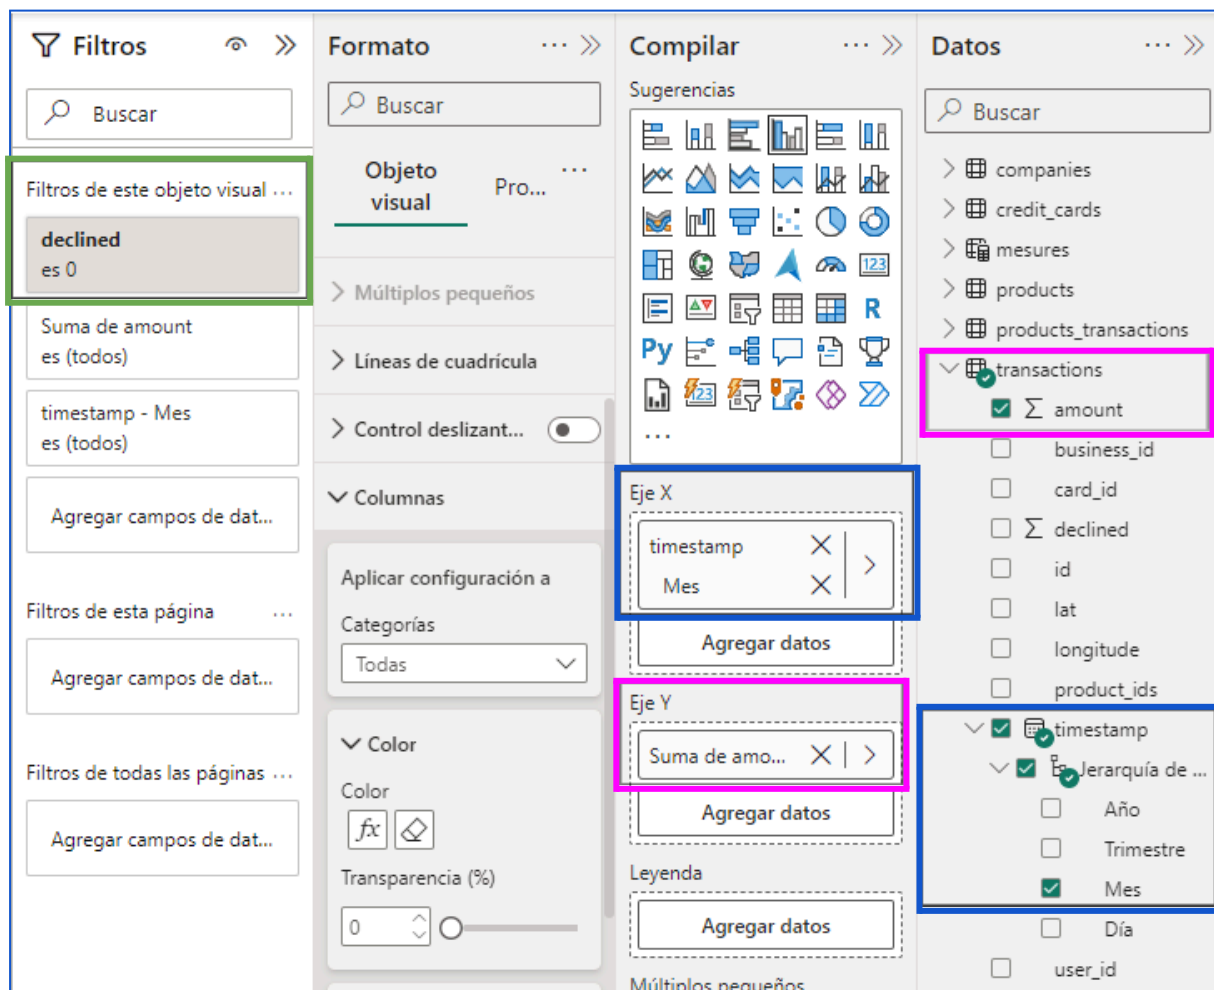 Filtros
Buscar
Filtros de este objeto visual ...
declined
es 0
Suma de amount
es (todos)
timestamp - Mes
es (todos)
Agregar campos de dat...
Filtros de esta página ...
Agregar campos de dat...
Filtros de todas las páginas ...
Agregar campos de dat...
Formato ...
Buscar
Objeto
visual
Pro...
...
Múltiplos pequeños
Líneas de cuadrícula
Control deslizant...
Columnas
Aplicar configuración a
Categorías
Todas
Color
Color
fx
Transparencia (%)
0
Compilar ...
Sugerencias
123
R
Py
123
...
Eje X
timestamp
Mes
Agregar datos
Eje Y
Suma de amo...
Agregar datos
Leyenda
Agregar datos
Múltiplos pequeños
Datos ...
Buscar
companies
credit_cards
mesures
products
products_transactions
transactions
Σ amount
business_id
card_id
Σ declined
id
lat
longitude
product_ids
timestamp
Jerarquía de ...
Año
Trimestre
Mes
Día
user_id